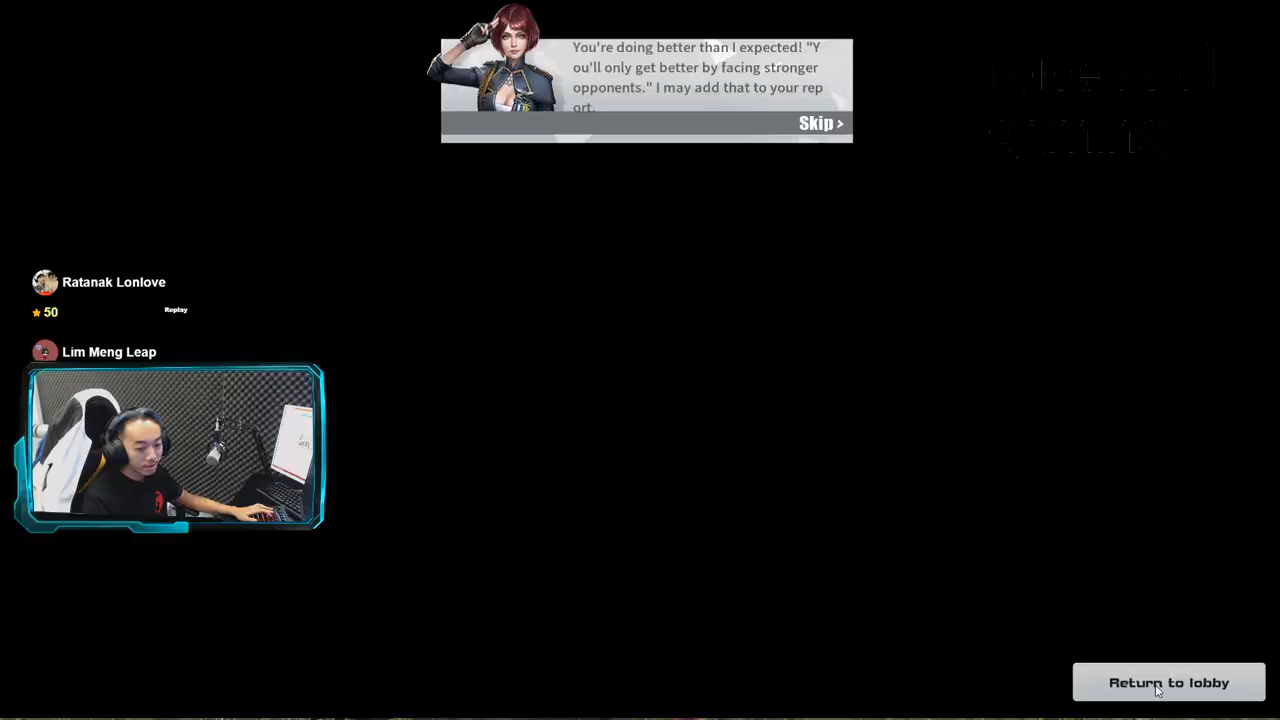 You're doing better than I expected! "Y
ou'll only get better by facing stronger
opponents." I may add that to your rep
ort.
Skip >
Ratanak Lonlove
50
Replay
Lim Meng Leap
Return to lobby